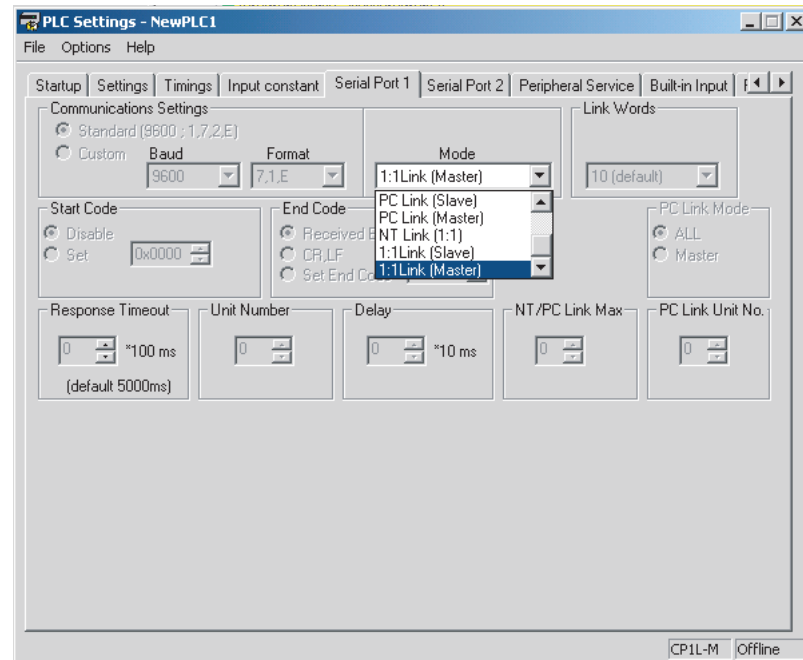 PLC Settings - NewPLC1
File Options Help
Startup Settings Timings Input constant Serial Port 1 Serial Port 2 Peripheral Service Built-in Input
Communications Settings
Standard (9600 ; 1,7,2,E)
Custom Baud Format
9600 7,1,E
Mode
1:1Link (Master)
PC Link (Slave)
PC Link (Master)
NT Link (1:1)
1:1Link (Slave)
1:1Link (Master)
Link Words
10 (default)
Start Code
Disable
Set 0x0000
End Code
Received
CR,LF
Set End
PC Link Mode
ALL
Master
Response Timeout
0 *100 ms
(default 5000ms)
Unit Number
0
Delay
0 *10 ms
NT/PC Link Max
0
PC Link Unit No.
0
CP1L-M Offline